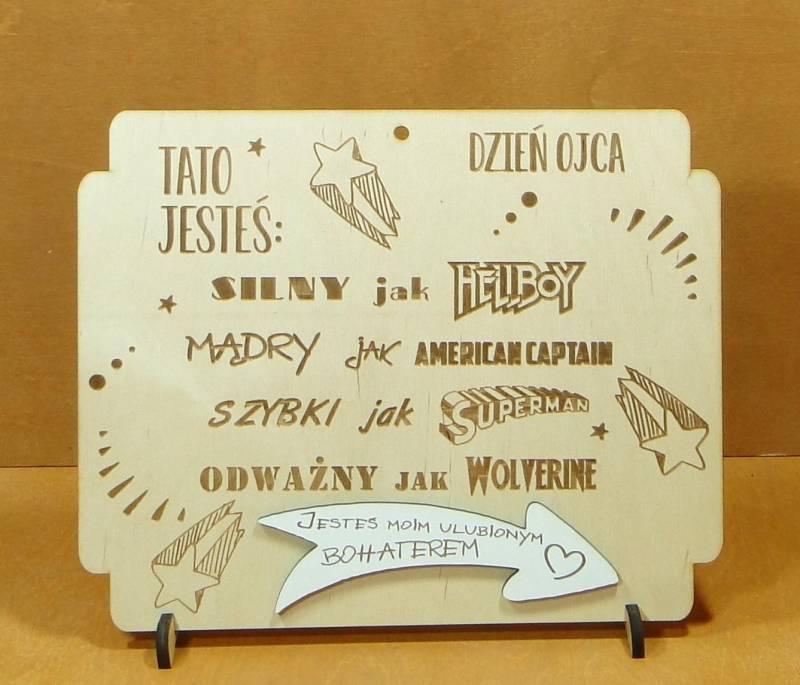 TATO
JESTEŚ:
DZIEŃ OJCA
SILNY jak HELLBOY
MĄDRY jAK AMERICAN CAPTAIN
SZYBKI jak SUPERMAN
ODWAŻNY JAK WOLVERINE
JESTES MOIM ULUBIONYM
BOHATEREM